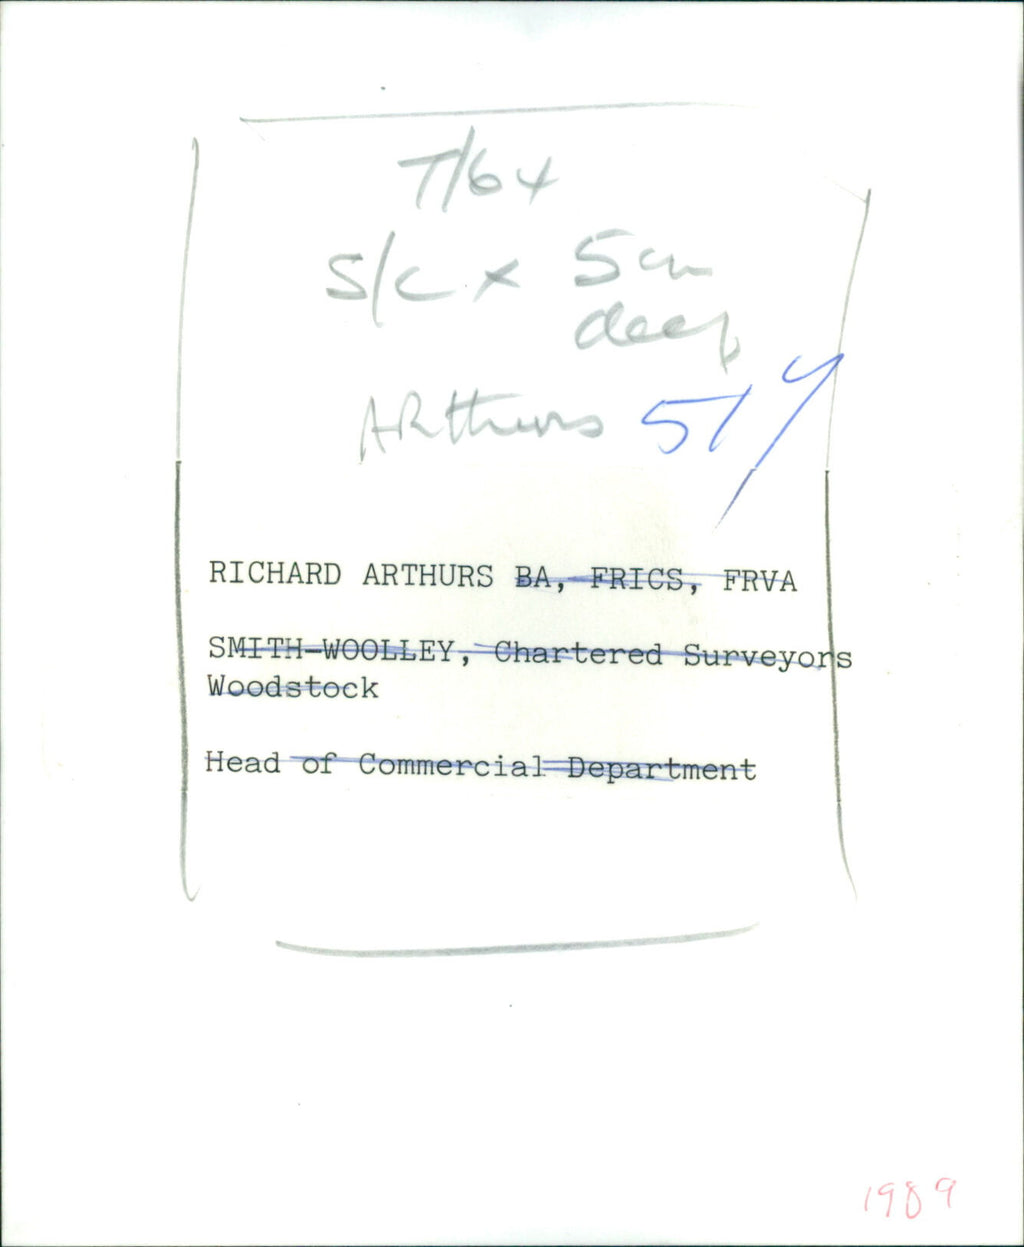 T/64
S/C x 5cm
deep
ARthurs 51
RICHARD ARTHURS BA, FRICS, FRVA
SMITH-WOOLLEY, Chartered Surveyors
Woodstock
Head of Commercial Department
1989